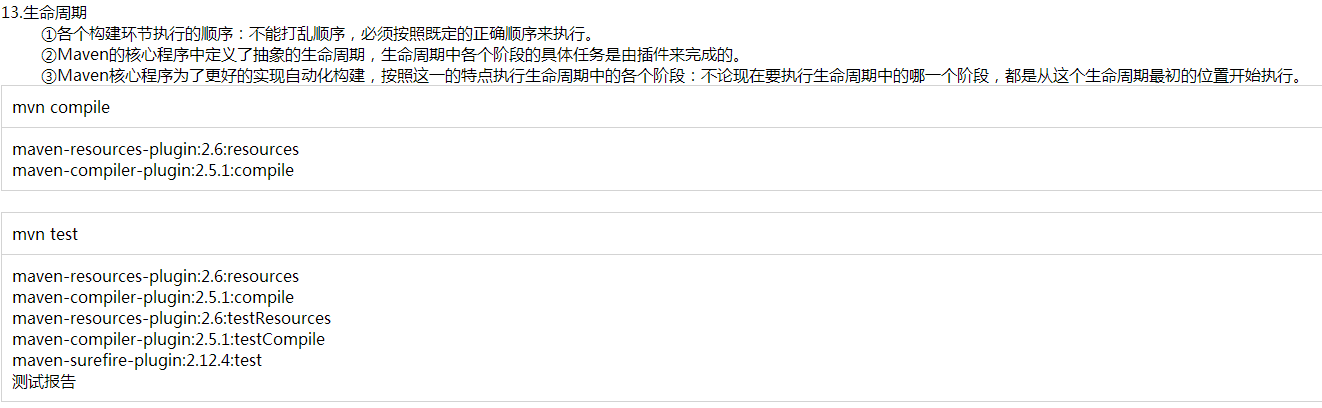 13.生命周期
①各个构建环节执行的顺序：不能打乱顺序，必须按照既定的正确顺序来执行。
②Maven的核心程序中定义了抽象的生命周期，生命周期中各个阶段的具体任务是由插件来完成的。
③Maven核心程序为了更好的实现自动化构建，按照这一的特点执行生命周期中的各个阶段：不论现在要执行生命周期中的哪一个阶段，都是从这个生命周期最初的位置开始执行。
mvn compile
maven-resources-plugin:2.6:resources
maven-compiler-plugin:2.5.1:compile
mvn test
maven-resources-plugin:2.6:resources
maven-compiler-plugin:2.5.1:compile
maven-resources-plugin:2.6:testResources
maven-compiler-plugin:2.5.1:testCompile
maven-surefire-plugin:2.12.4:test
测试报告